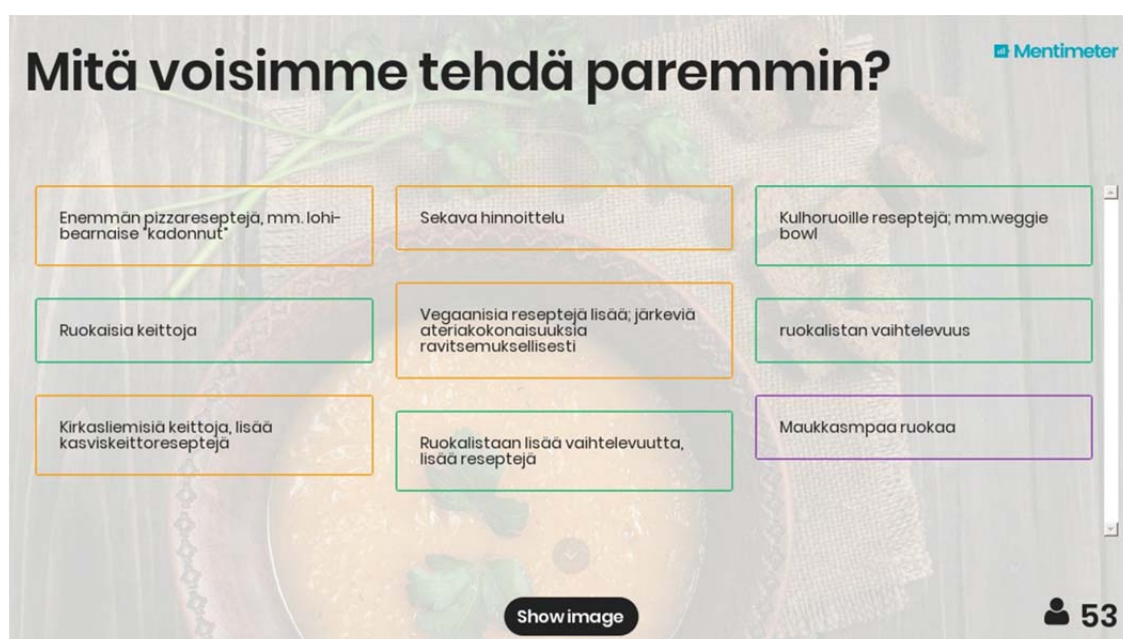 Mitä voisimme tehdä paremmin?
Mentimeter
Enemmän pizzareseptejä, mm. lohi-
bearnaise "kadonnut"
Ruokaisia keittoja
Kirkasliemisiä keittoja, lisää
kasviskeittoreseptejä
Sekava hinnoittelu
Vegaanisia reseptejä lisää; järkeviä
ateriakokonaisuuksia
ravitsemuksellisesti
Ruokalistaan lisää vaihtelevuutta,
lisää reseptejä
Kulhoruoille reseptejä; mm.weggie
bowl
ruokalistan vaihtelevuus
Maukkasmpaa ruokaa
Show image
53